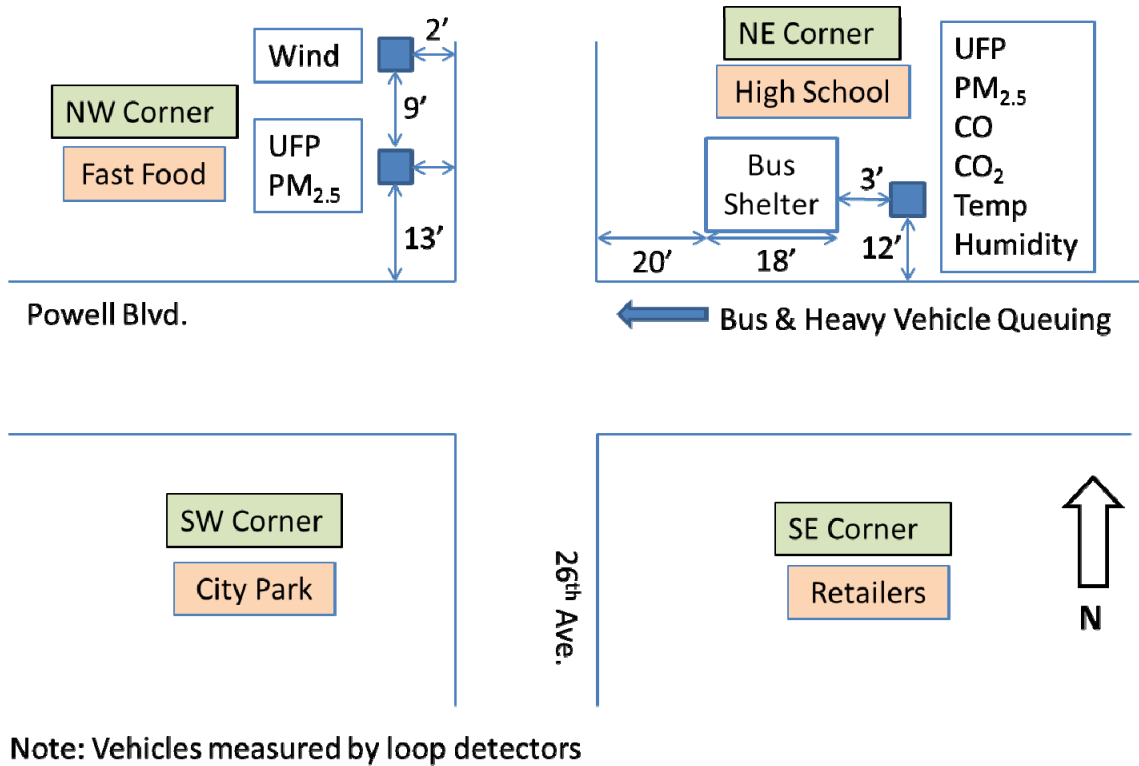 Wind
2’
NW Corner
9’
Fast Food
UFP
PM2.5
13’
Powell Blvd.
NE Corner
High School
Bus
Shelter
3’
20’
18’
12’
UFP
PM2.5
CO
CO2
Temp
Humidity
Bus & Heavy Vehicle Queuing
SW Corner
City Park
26th Ave.
SE Corner
Retailers
N
Note: Vehicles measured by loop detectors